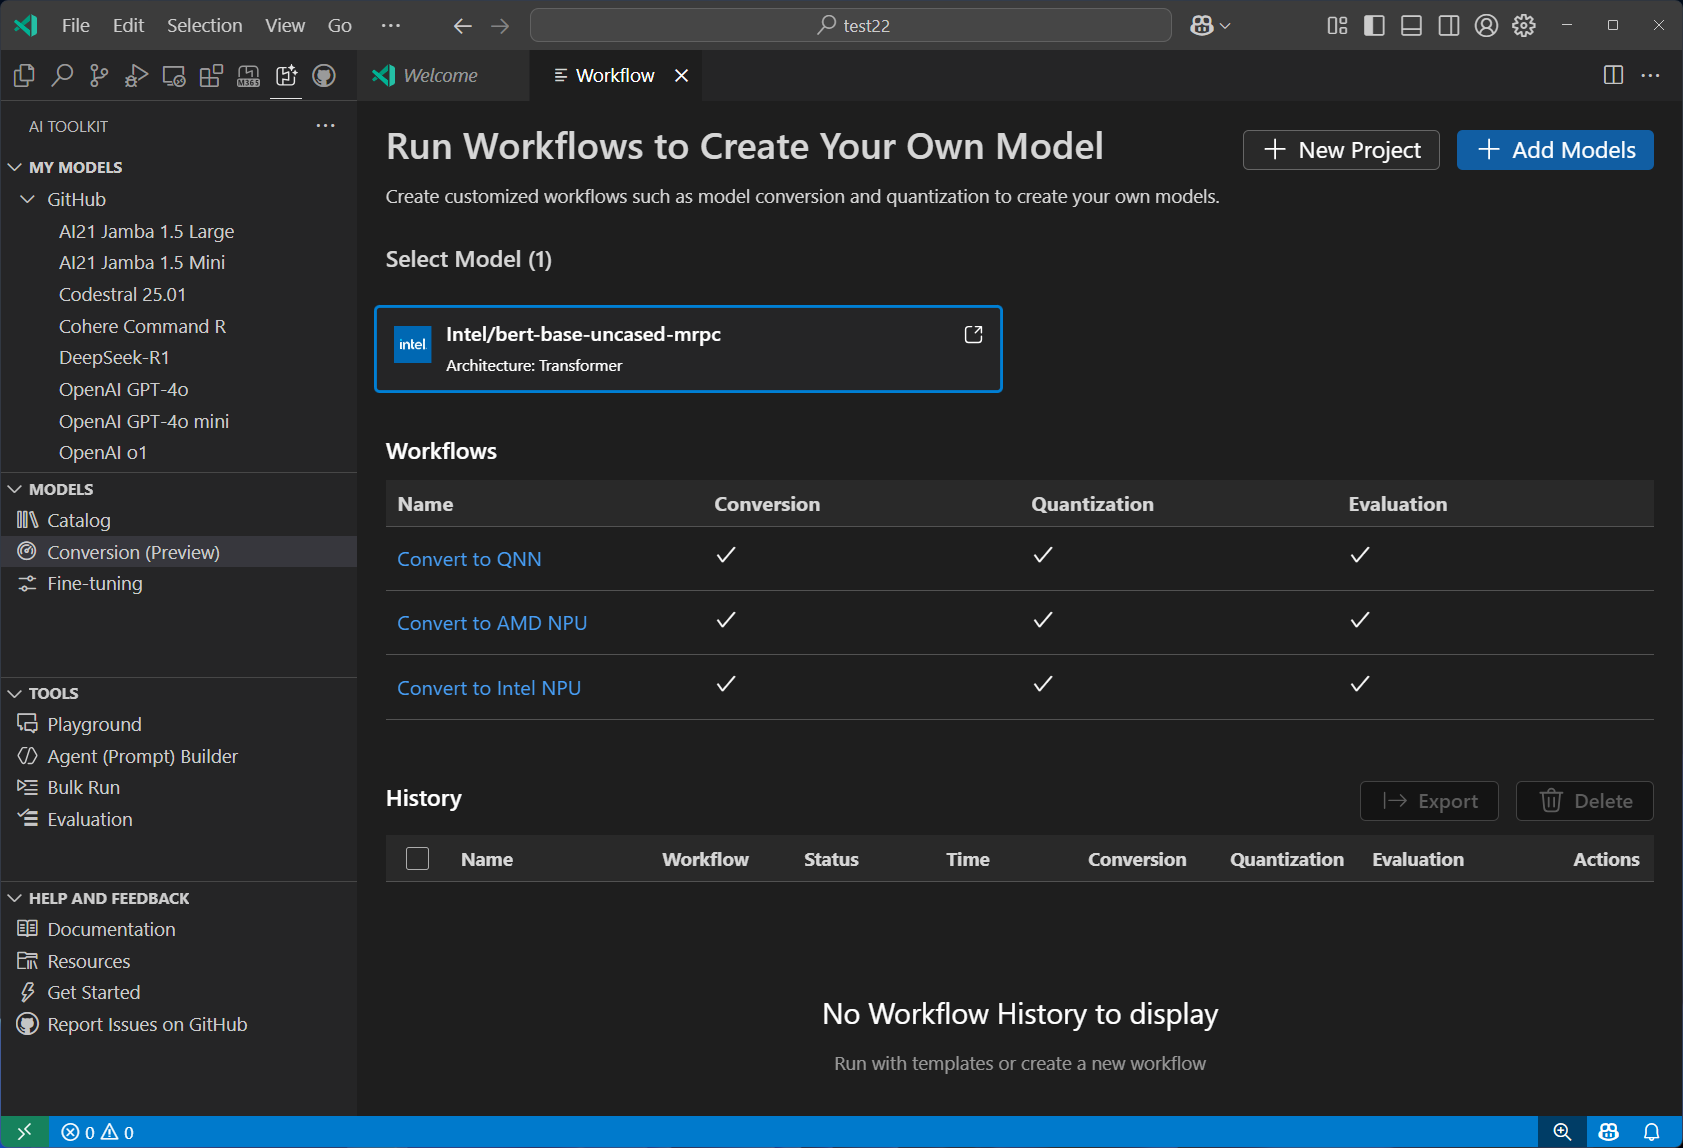 File Edit Selection View Go
test22
M365
Welcome
Workflow
AI TOOLKIT
MY MODELS
GitHub
AI21 Jamba 1.5 Large
AI21 Jamba 1.5 Mini
Codestral 25.01
Cohere Command R
DeepSeek-R1
OpenAI GPT-4o
OpenAI GPT-4o mini
OpenAI o1
MODELS
Catalog
Conversion (Preview)
Fine-tuning
TOOLS
Playground
Agent (Prompt) Builder
Bulk Run
Evaluation
HELP AND FEEDBACK
Documentation
Resources
Get Started
Report Issues on GitHub
Run Workflows to Create Your Own Model
New Project
Add Models
Create customized workflows such as model conversion and quantization to create your own models.
Select Model (1)
intel
Intel/bert-base-uncased-mrpc
Architecture: Transformer
Workflows
Name Conversion Quantization Evaluation
Convert to QNN
Convert to AMD NPU
Convert to Intel NPU
History
Export
Delete
Name Workflow Status Time Conversion Quantization Evaluation Actions
No Workflow History to display
Run with templates or create a new workflow
0 0